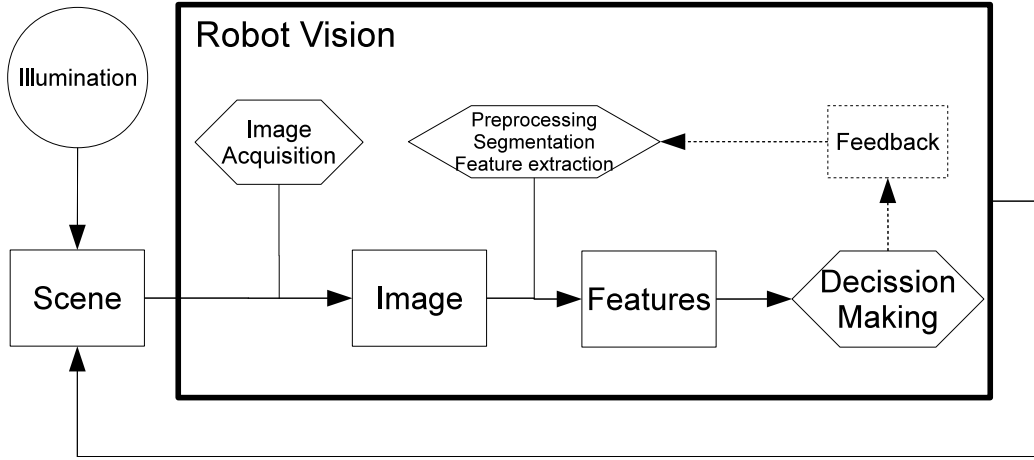 Robot Vision
Illumination
Image
Acquisition
Preprocessing
Segmentation
Feature extraction
Feedback
Scene
Image
Features
Decission
Making